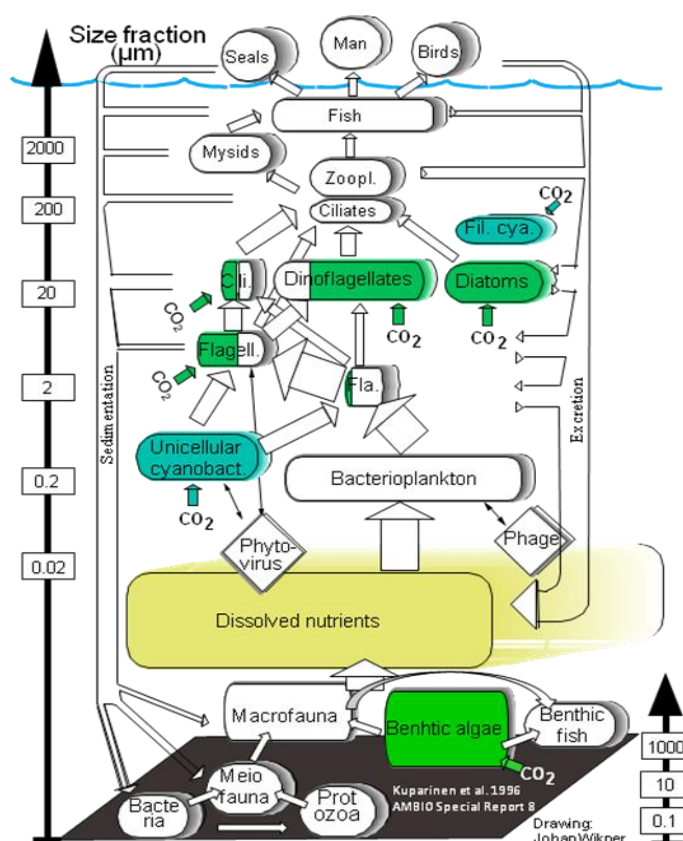 Size fraction
(µm)
Seals
Man
Birds
Fish
2000
Mysids
Zoopl.
200
Ciliates
CO2
Fil. cya.
20
Cili.
Dinoflagellates
Diatoms
CO2
CO2
CO2
Flagell.
CO2
2
Fla.
Sedimentation
Excretion
Unicellular
cyanobact.
0.2
Bacterioplankton
CO2
Phyto-
virus
Phage
0.02
Dissolved nutrients
Macrofauna
Benhtic algae
Benthic
fish
1000
Meio
fauna
CO2
Kuparinen et al.1996
AMBIO Special Report 8
10
Bacte
ria
Prot
ozoa
0.1
Drawing:
Johan Wikner